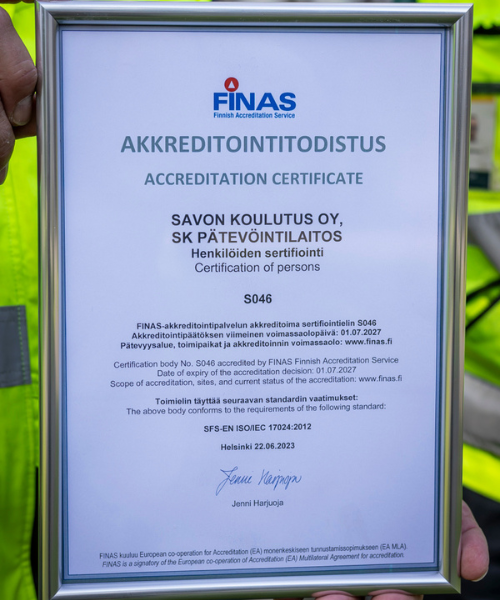 FINAS
Finnish Accreditation Service
AKKREDITOINTITODISTUS
ACCREDITATION CERTIFICATE
SAVON KOULUTUS OY,
SK PÄTEVÖINTILAITOS
Henkilöiden sertifiointi
Certification of persons
S046
FINAS-akkreditointipalvelun akkreditoima sertifiointielin S046
Akkreditointipäätöksen viimeinen voimassaolopäivä: 01.07.2027
Pätevyysalue, toimipaikat ja akkreditoinnin voimassaolo: www.finas.fi
Certification body No. S046 accredited by FINAS Finnish Accreditation Service
Date of expiry of the accreditation decision: 01.07.2027
Scope of accreditation, sites, and current status of the accreditation: www.finas.fi
Toimielin täyttää seuraavan standardin vaatimukset:
The above body conforms to the requirements of the following standard:
SFS-EN ISO/IEC 17024:2012
Helsinki 22.06.2023
Jenni Harjuoja
Jenni Harjuoja
FINAS kuuluu European co-operation for Accreditation (EA) monenkeskiseen tunnustamissopimukseen (EA MLA).
FINAS is a signatory of the European co-operation of Accreditation (EA) Multilateral Agreement for accreditation.